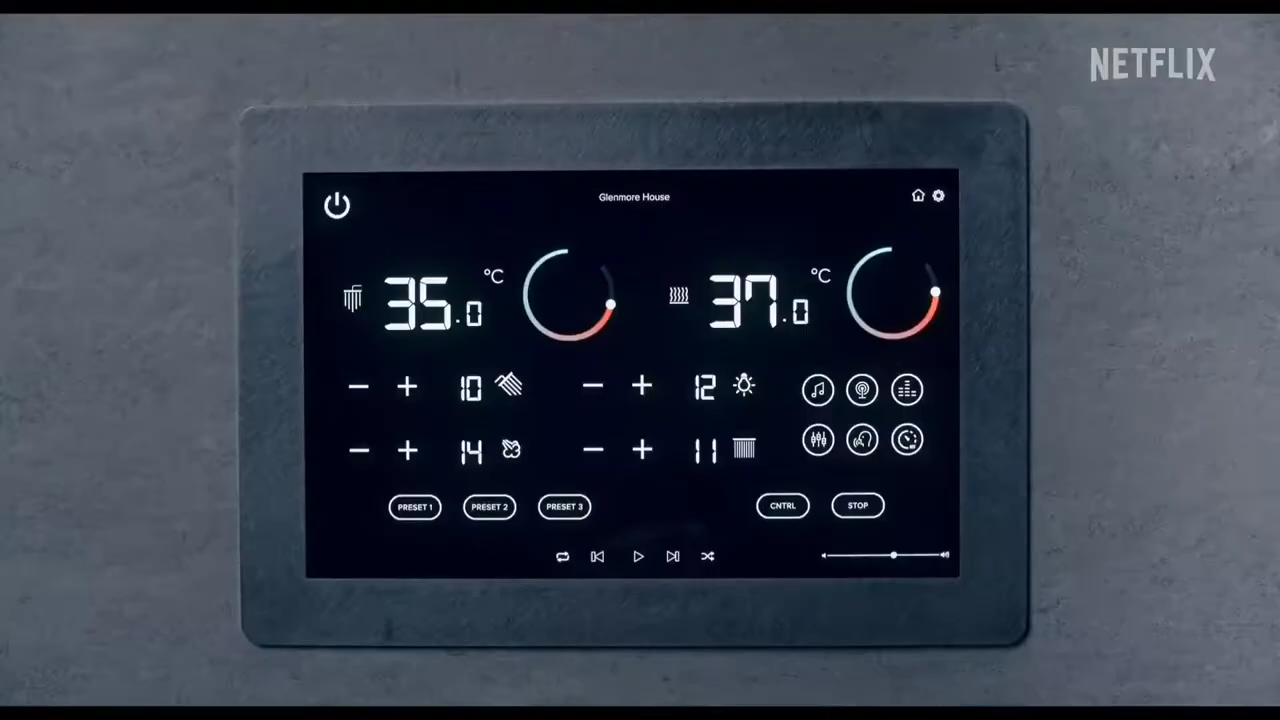 NETFLIX
Glenmore House
35.0 °C
37.0 °C
10
12
14
11
PRESET 1
PRESET 2
PRESET 3
CNTRL
STOP